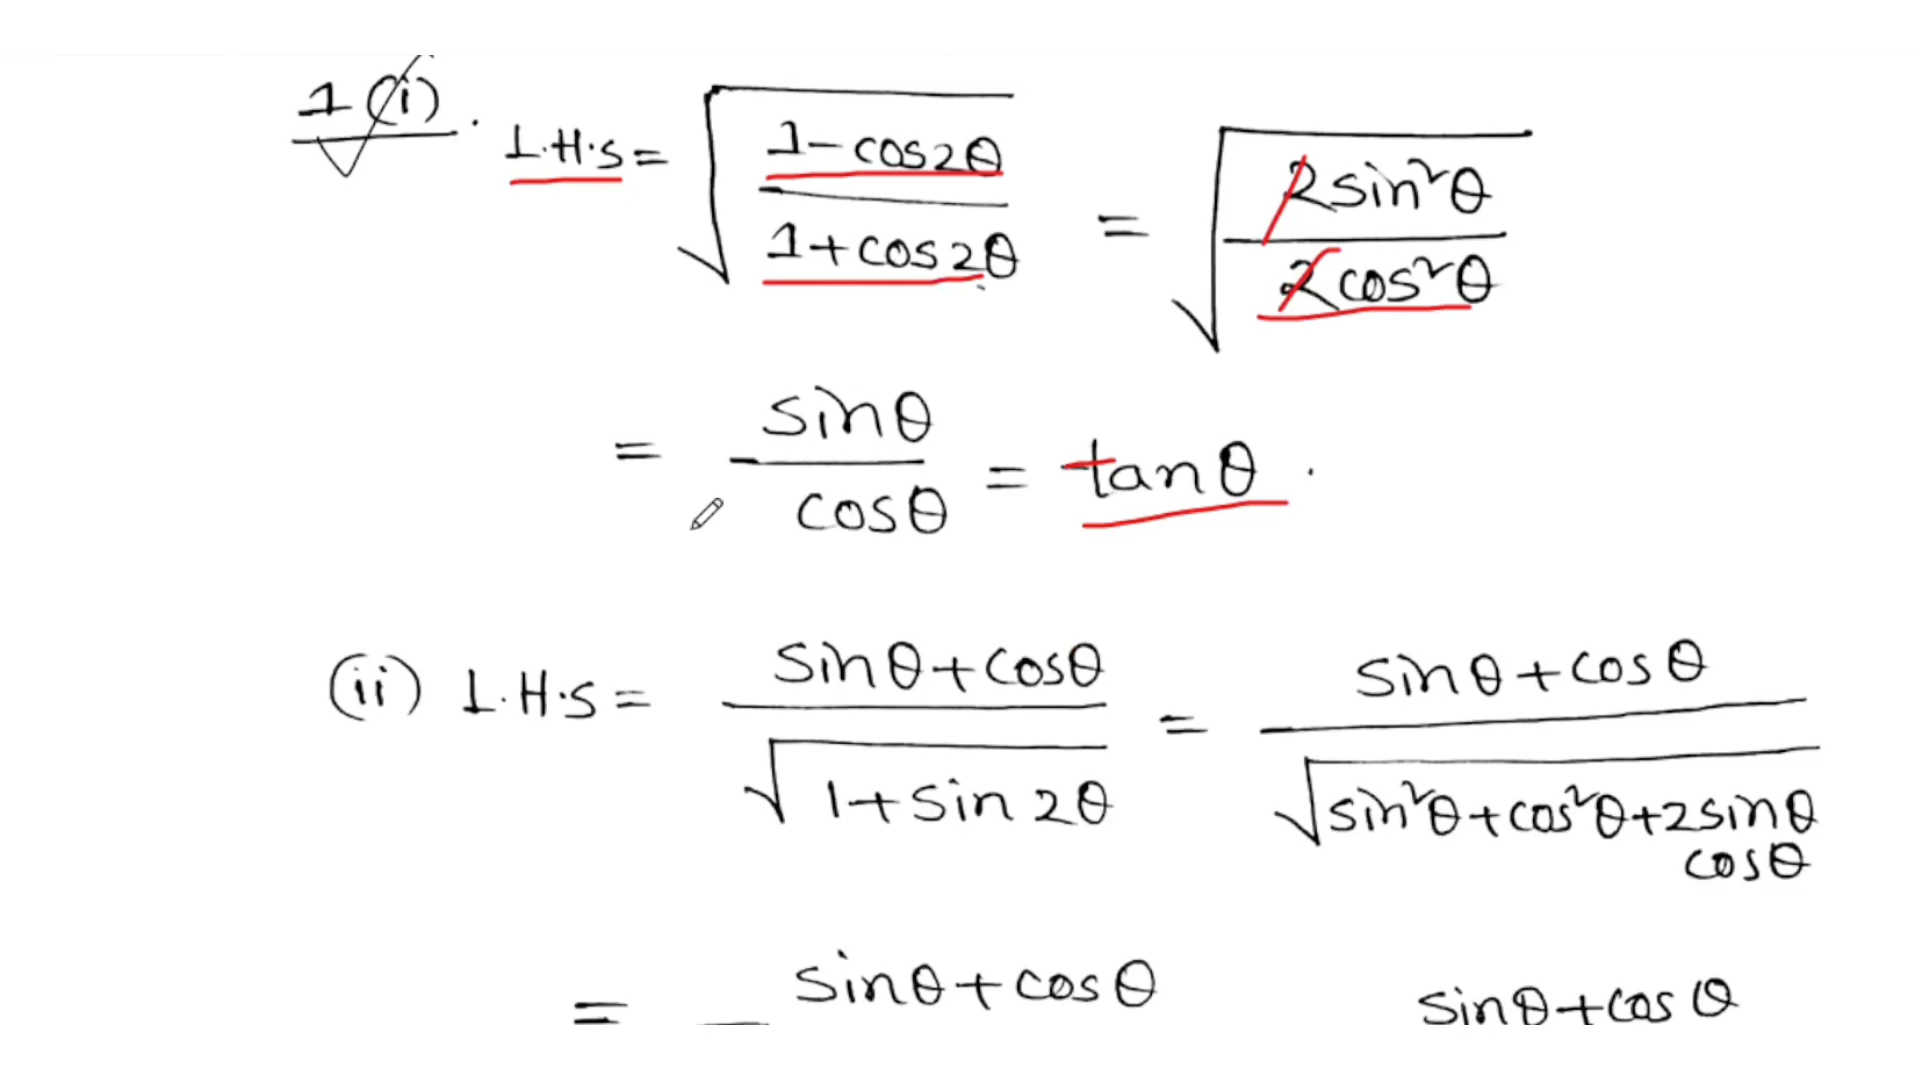 1 (i). L.H.S = √((1-cos2θ)/(1+cos2θ)) = √((2sin²θ)/(2cos²θ))
= sinθ/cosθ = tanθ.
(ii) L.H.S = (sinθ+cosθ)/√(1+sin2θ) = (sinθ+cosθ)/√(sin²θ+cos²θ+2sinθ cosθ)
= sinθ+cosθ sinθ+cosθ